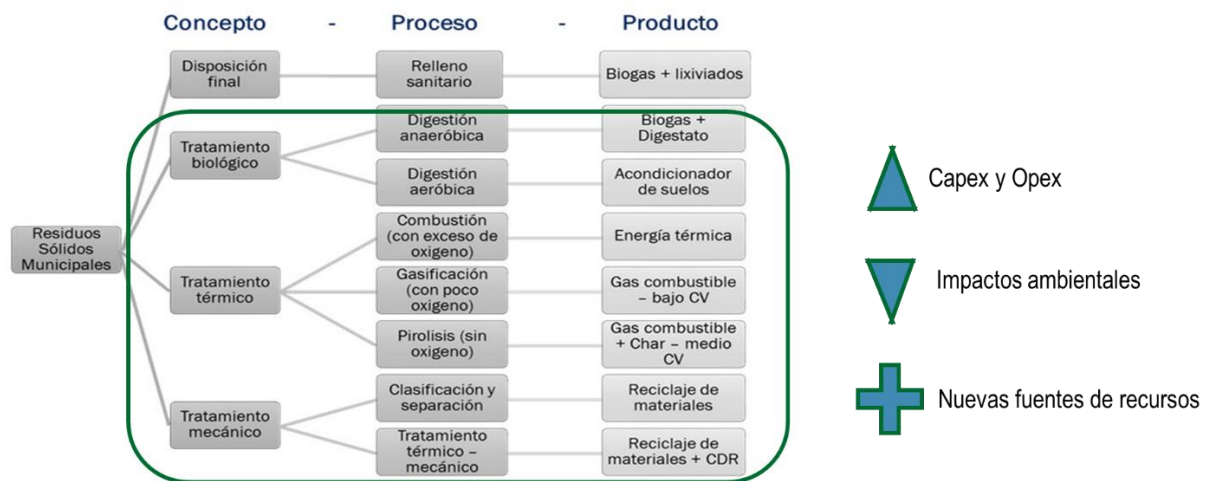 Concepto - Proceso - Producto
Disposición
final
Relleno
sanitario
Biogas + lixiviados
Tratamiento
biológico
Digestión
anaeróbica
Biogas +
Digestato
Digestión
aeróbica
Acondicionador
de suelos
Residuos
Sólidos
Municipales
Tratamiento
térmico
Combustión
(con exceso de
oxigeno)
Energía térmica
Gasificación
(con poco
oxigeno)
Gas combustible
– bajo CV
Pirolisis (sin
oxigeno)
Gas combustible
+ Char – medio
CV
Tratamiento
mecánico
Clasificación y
separación
Reciclaje de
materiales
Tratamiento
térmico –
mecánico
Reciclaje de
materiales + CDR
Capex y Opex
Impactos ambientales
Nuevas fuentes de recursos